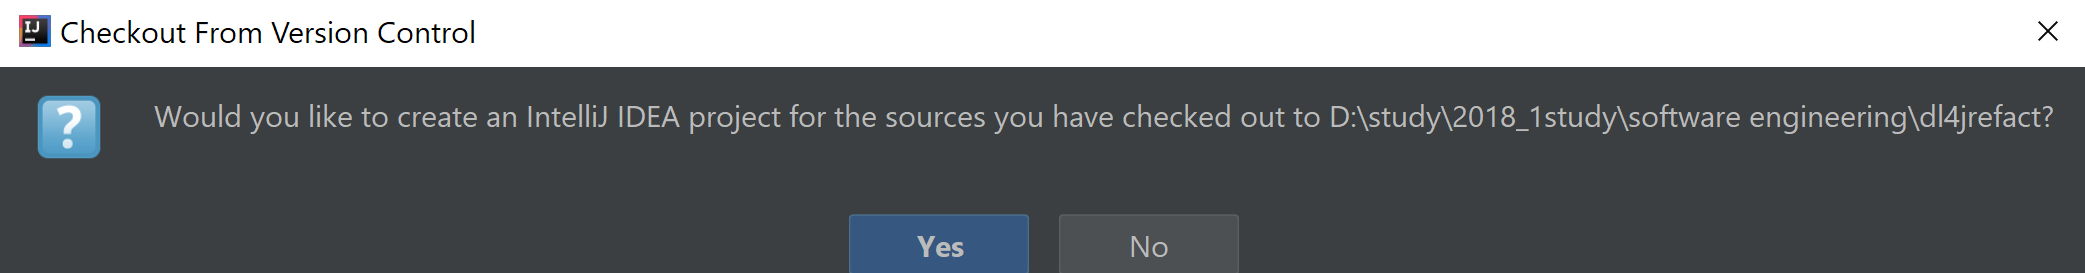 IJ
Checkout From Version Control
Would you like to create an IntelliJ IDEA project for the sources you have checked out to D:\study\2018_1study\software engineering\dl4jrefact?
Yes
No